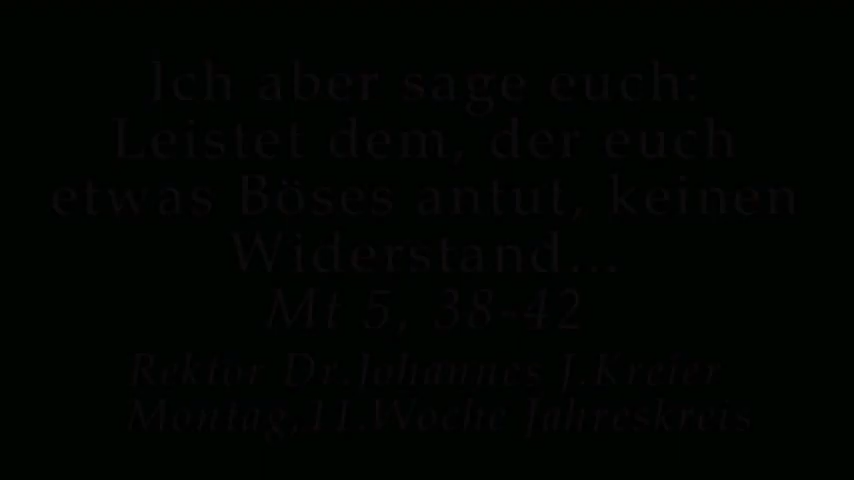 Ich aber sage euch:
Leistet dem, der euch
etwas Böses antut, keinen
Widerstand...
Mt 5, 38-42
Rektor Dr.Johannes J.Kreier
Montag,11.Woche Jahreskreis